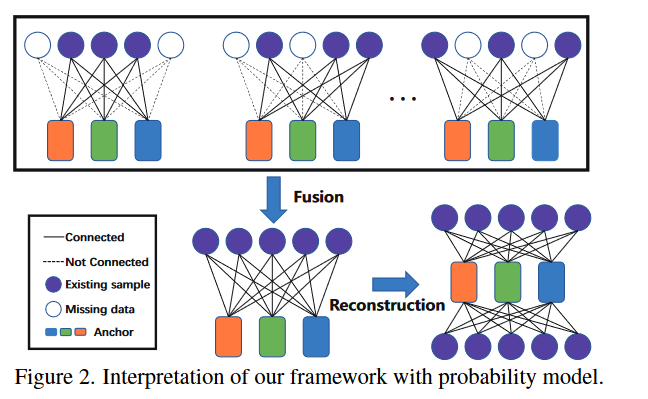 ...
Fusion
Connected
Not Connected
Existing sample
Missing data
Anchor
Reconstruction
Figure 2. Interpretation of our framework with probability model.